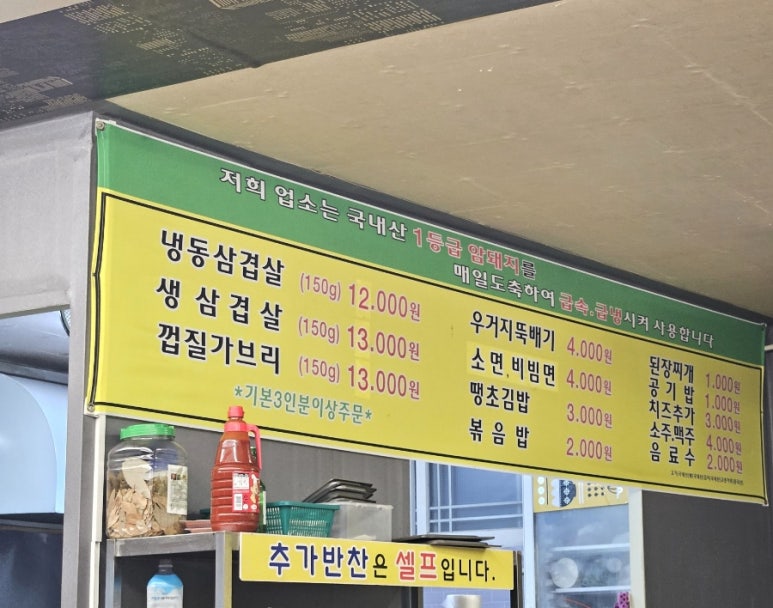 저희 업소는 국내산 1등급 암돼지를
매일도축하여 급속.급냉시켜 사용합니다
냉동삼겹살 (150g) 12.000원
생 삼겹살 (150g) 13.000원
껍질가브리 (150g) 13.000원
*기본3인분이상주문*
우거지뚝배기 4.000원
소면,비빔면 4.000원
땡초김밥 3.000원
볶음밥 2.000원
된장찌개 1.000원
공기밥 1.000원
치즈추가 3.000원
소주,맥주 4.000원
음료수 2.000원
추가반찬은 셀프입니다.